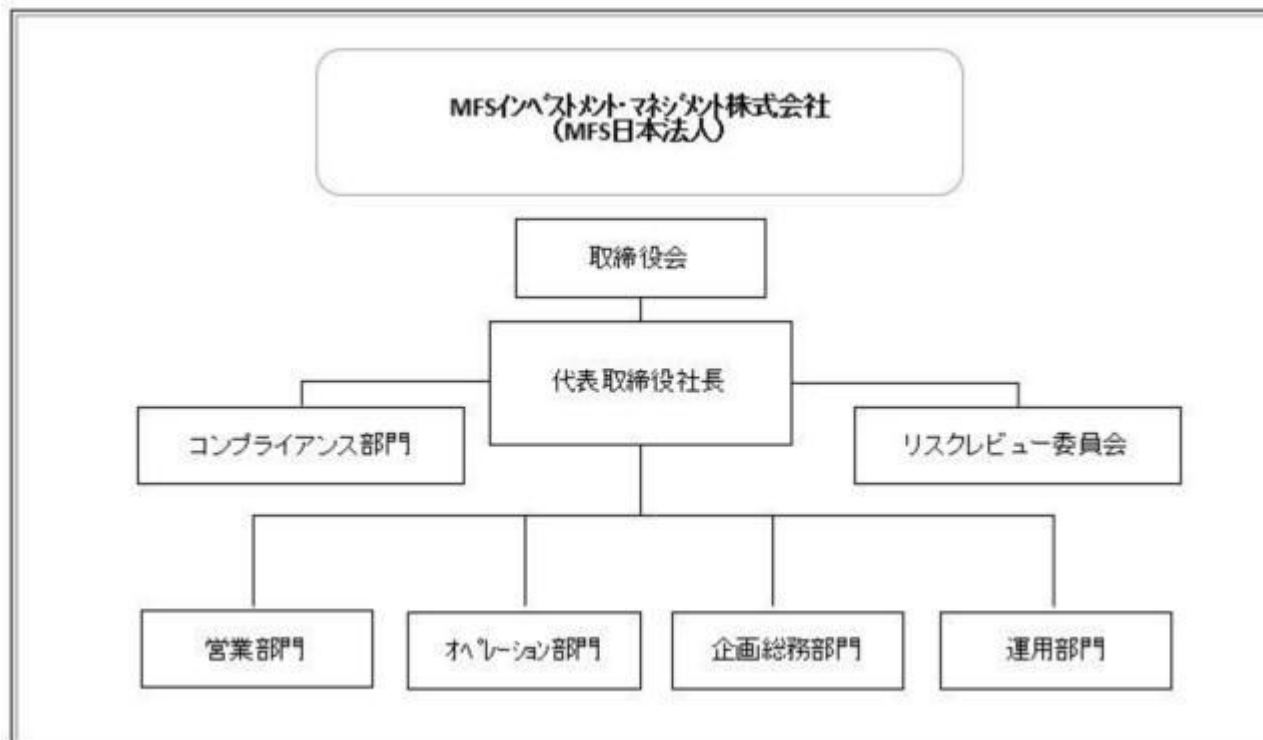 MFSインベストメント・マネジメント株式会社
（MFS日本法人）
取締役会
代表取締役社長
コンプライアンス部門
リスクレビュー委員会
営業部門
オペレーション部門
企画総務部門
運用部門